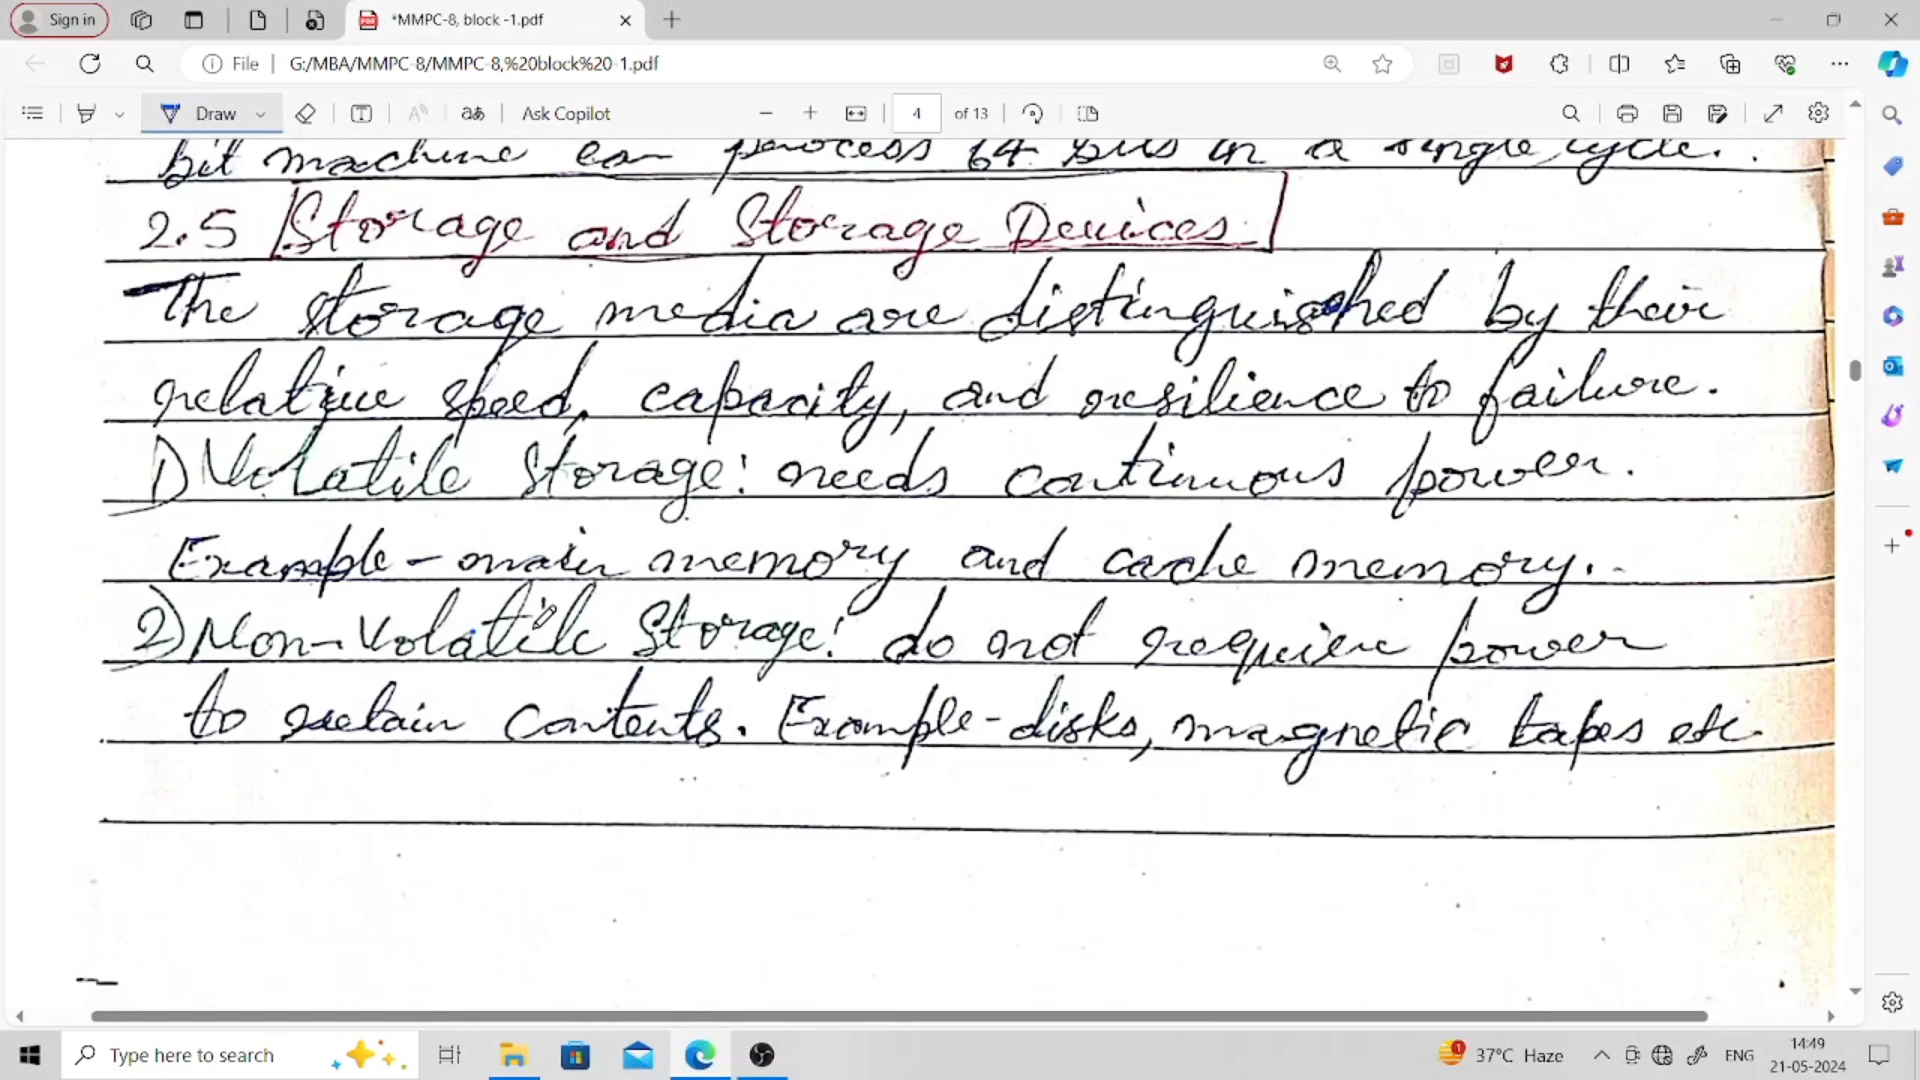 Sign in
*MMPC-8, block -1.pdf
File
G:/MBA/MMPC-8/MMPC-8,%20block%20-1.pdf
Draw
Ask Copilot
4 of 13
bit machine can process 64 bits in a single cycle.
2.5 Storage and Storage Devices
The storage media are distinguished by their
relative speed, capacity, and resilience to failure.
1) Volatile Storage: needs continuous power.
Example - main memory and cache memory.
2) Non-Volatile Storage: do not require power
to retain contents. Example - disks, magnetic tapes etc.
Type here to search
37°C Haze
ENG
14:49
21-05-2024